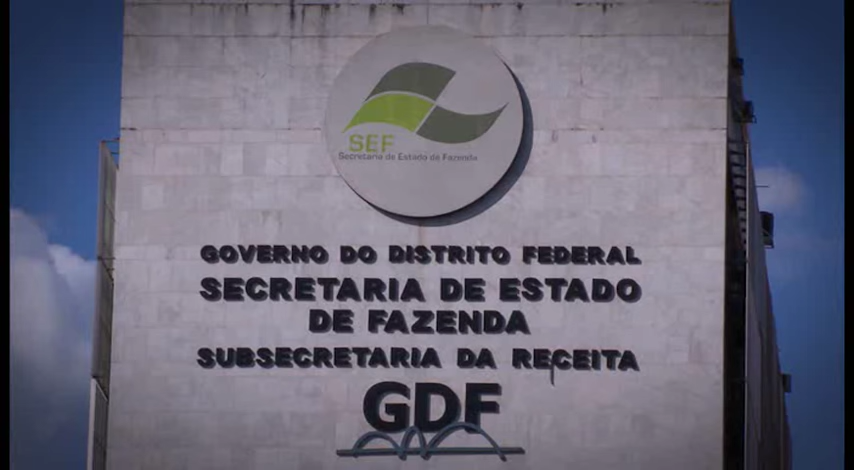 SEF
Secretaria de Estado de Fazenda
GOVERNO DO DISTRITO FEDERAL
SECRETARIA DE ESTADO
DE FAZENDA
SUBSECRETARIA DA RECEITA
GDF